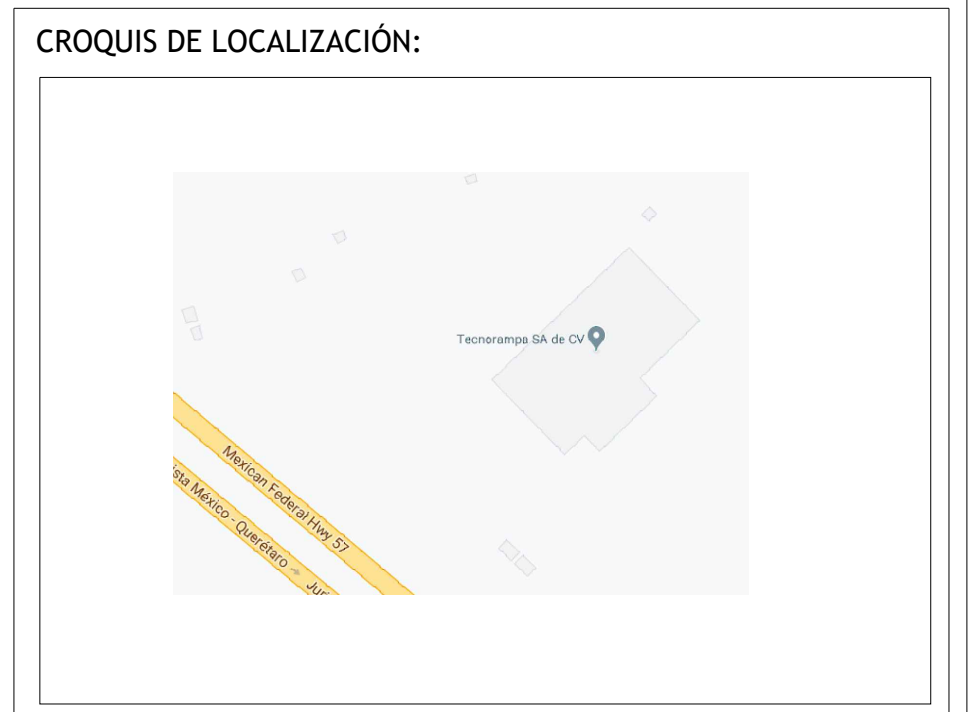 CROQUIS DE LOCALIZACIÓN:
Tecnorampa SA de CV
Mexican Federal Hwy 57
ista México - Querétaro